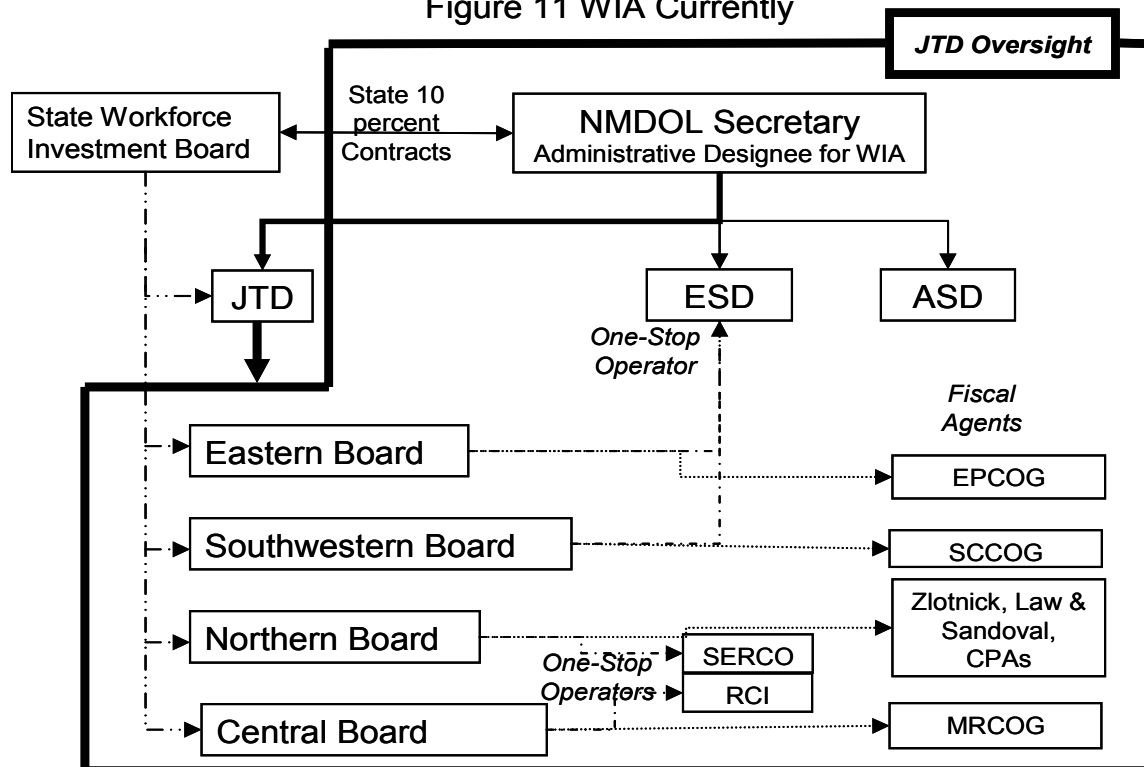 Figure 11 WIA Currently
JTD Oversight
State Workforce
Investment Board
State 10
percent
Contracts
NMDOL Secretary
Administrative Designee for WIA
JTD
ESD
ASD
One-Stop
Operator
Fiscal
Agents
Eastern Board
EPCOG
Southwestern Board
SCCOG
Northern Board
Zlotnick, Law &
Sandoval,
CPAs
One-Stop
Operators
SERCO
RCI
Central Board
MRCOG